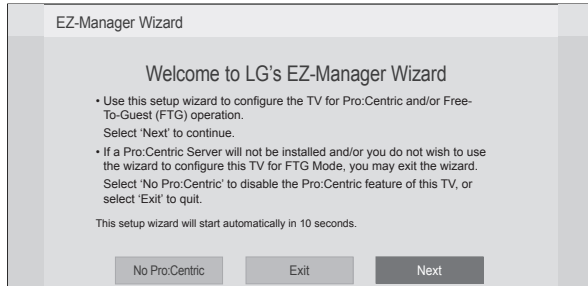 EZ-Manager Wizard
Welcome to LG's EZ-Manager Wizard
• Use this setup wizard to configure the TV for Pro:Centric and/or Free-
To-Guest (FTG) operation.
Select 'Next' to continue.
• If a Pro:Centric Server will not be installed and/or you do not wish to use
the wizard to configure this TV for FTG Mode, you may exit the wizard.
Select 'No Pro:Centric' to disable the Pro:Centric feature of this TV, or
select 'Exit' to quit.
This setup wizard will start automatically in 10 seconds.
No Pro:Centric Exit Next